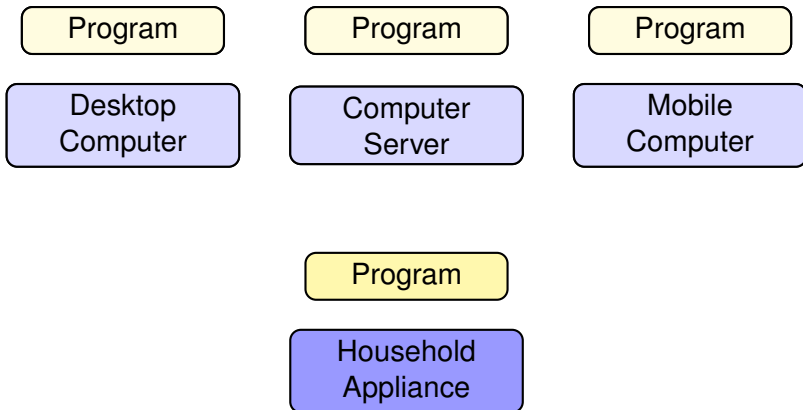 Program
Program
Program
Desktop
Computer
Computer
Server
Mobile
Computer
Program
Household
Appliance